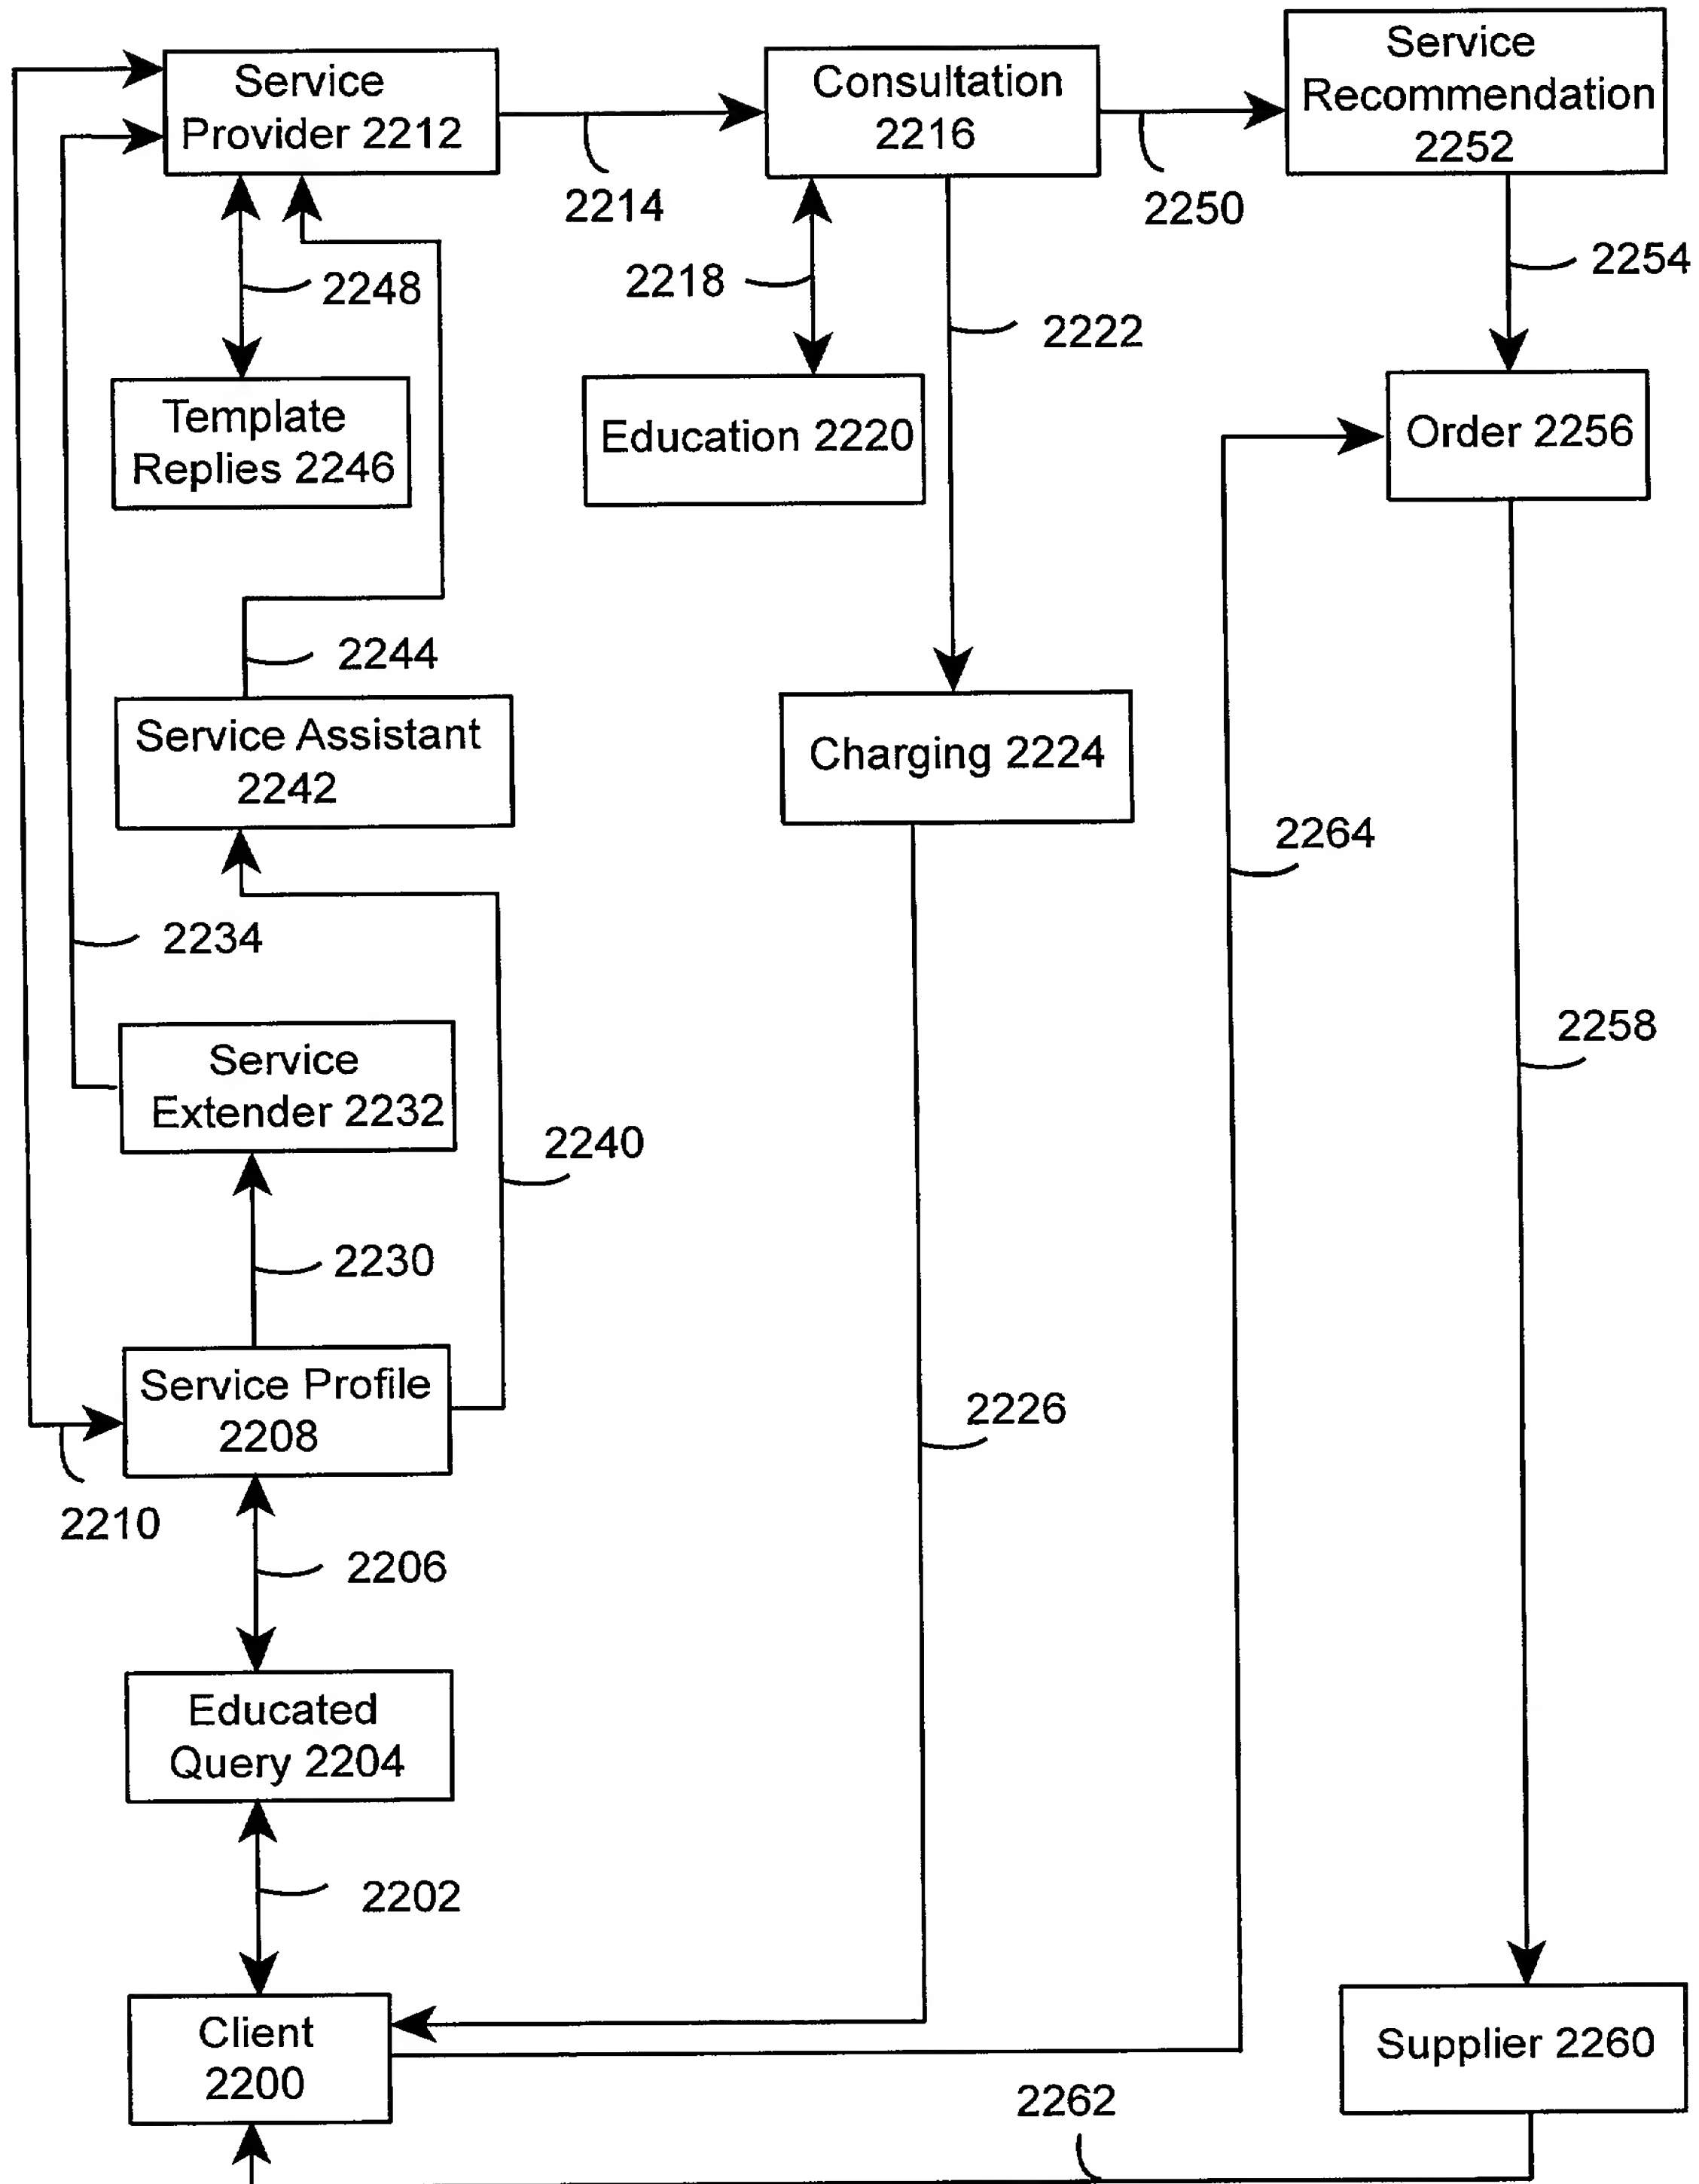 Service
Provider 2212
Consultation
2216
Service
Recommendation
2252
2214
2250
2248
2218
2222
2254
Template
Replies 2246
Education 2220
Order 2256
2244
Service Assistant
2242
Charging 2224
2264
2234
Service
Extender 2232
2258
2240
2230
Service Profile
2208
2226
2210
2206
Educated
Query 2204
2202
Client
2200
Supplier 2260
2262